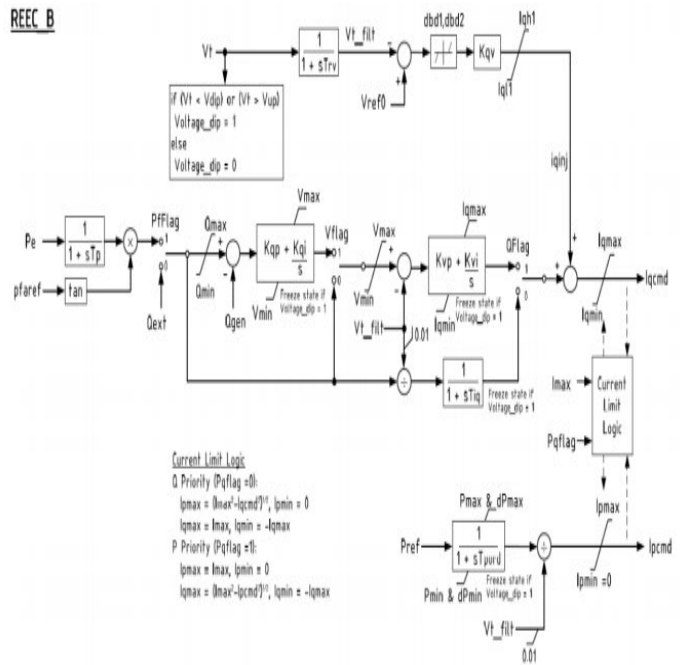 REEC_B
Vt
1
1 + sTrv
Vt_filt
Vref0
dbd1,dbd2
Kqv
Iqh1
Iql1
iqinj
if (Vt < Vdip) or (Vt > Vup)
Voltage_dip = 1
else
Voltage_dip = 0
Pe
1
1 + sTp
pfaref
tan
×
PfFlag
1
0
Qext
Qmax
Qmin
Qgen
Kqp + Kqi
s
Vmax
Vmin
Freeze state if
Voltage_dip = 1
Vflag
1
0
Vmax
Vmin
Vt_filt
0.01
÷
Kvp + Kvi
s
Iqmax
Iqmin
Freeze state if
Voltage_dip = 1
QFlag
1
0
1
1 + sTiq
Freeze state if
Voltage_dip = 1
Iqmax
Iqmin
Iqcmd
Imax
Pqflag
Current
Limit
Logic
Ipmax
Ipmin =0
Ipcmd
Pref
Pmax & dPmax
1
1 + sTpord
Pmin & dPmin
Freeze state if
Voltage_dip = 1
÷
Vt_filt
0.01
Current Limit Logic
Q Priority (Pqflag =0):
Ipmax = (Imax²-Iqcmd²)¹/², Ipmin = 0
Iqmax = Imax, Iqmin = -Iqmax
P Priority (Pqflag =1):
Ipmax = Imax, Ipmin = 0
Iqmax = (Imax²-Ipcmd²)¹/², Iqmin = -Iqmax